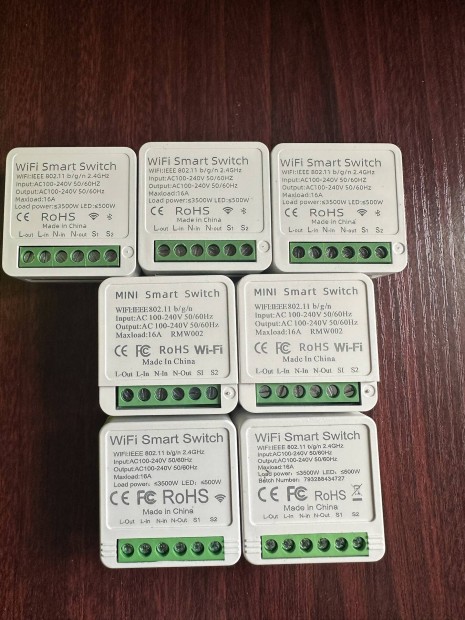 WiFi Smart Switch
WIFI:IEEE 802.11 b/g/n 2.4GHz
Input:AC100-240V 50/60HZ
Output:AC100-240V 50/60HZ
Maxload:16A
Load power:≤3500W LED:≤500W
CE RoHS
Made in China
L-out L-in N-in N-out S1 S2
WiFi Smart Switch
WIFI:IEEE 802.11 b/g/n 2.4GHz
Input:AC100-240V 50/60HZ
Output:AC100-240V 50/60HZ
Maxload:16A
Load power:≤3500W LED:≤500W
CE RoHS
Made in China
L-out L-in N-in N-out S1 S2
WiFi Smart Switch
WIFI:IEEE 802.11 b/g/n 2.4GHz
Input:AC100-240V 50/60HZ
Output:AC100-240V 50/60HZ
Maxload:16A
Load power:≤3500W LED:≤500W
CE RoHS
Made in China
L-out L-in N-in N-out S1 S2
MINI Smart Switch
WIFI:IEEE802.11 b/g/n
Input:AC 100-240V 50/60Hz
Output:AC 100-240V 50/60Hz
Maxload:16A RMW002
CE FC RoHS Wi-Fi
Made In China
L-Out L-In N-In N-Out S1 S2
MINI Smart Switch
WIFI:IEEE802.11 b/g/n
Input:AC 100-240V 50/60Hz
Output:AC 100-240V 50/60Hz
Maxload:16A RMW002
CE FC RoHS Wi-Fi
Made In China
L-Out L-In N-In N-Out S1 S2
WiFi Smart Switch
WIFI:IEEE 802.11 b/g/n 2.4GHz
Input:AC100-240V 50/60Hz
Output:AC100-240V 50/60Hz
Maxload:16A
Load power: ≤3500W LED: ≤500W
CE FC RoHS
L-Out L-In N-In N-Out S1 S2
WiFi Smart Switch
WIFI:IEEE 802.11 b/g/n 2.4GHz
Input:AC100-240V 50/60Hz
Output:AC100-240V 50/60Hz
Maxload:16A
Load power: ≤3500W LED: ≤500W
Batch Number: 793286434727
CE FC RoHS
L-Out L-In N-In N-Out S1 S2